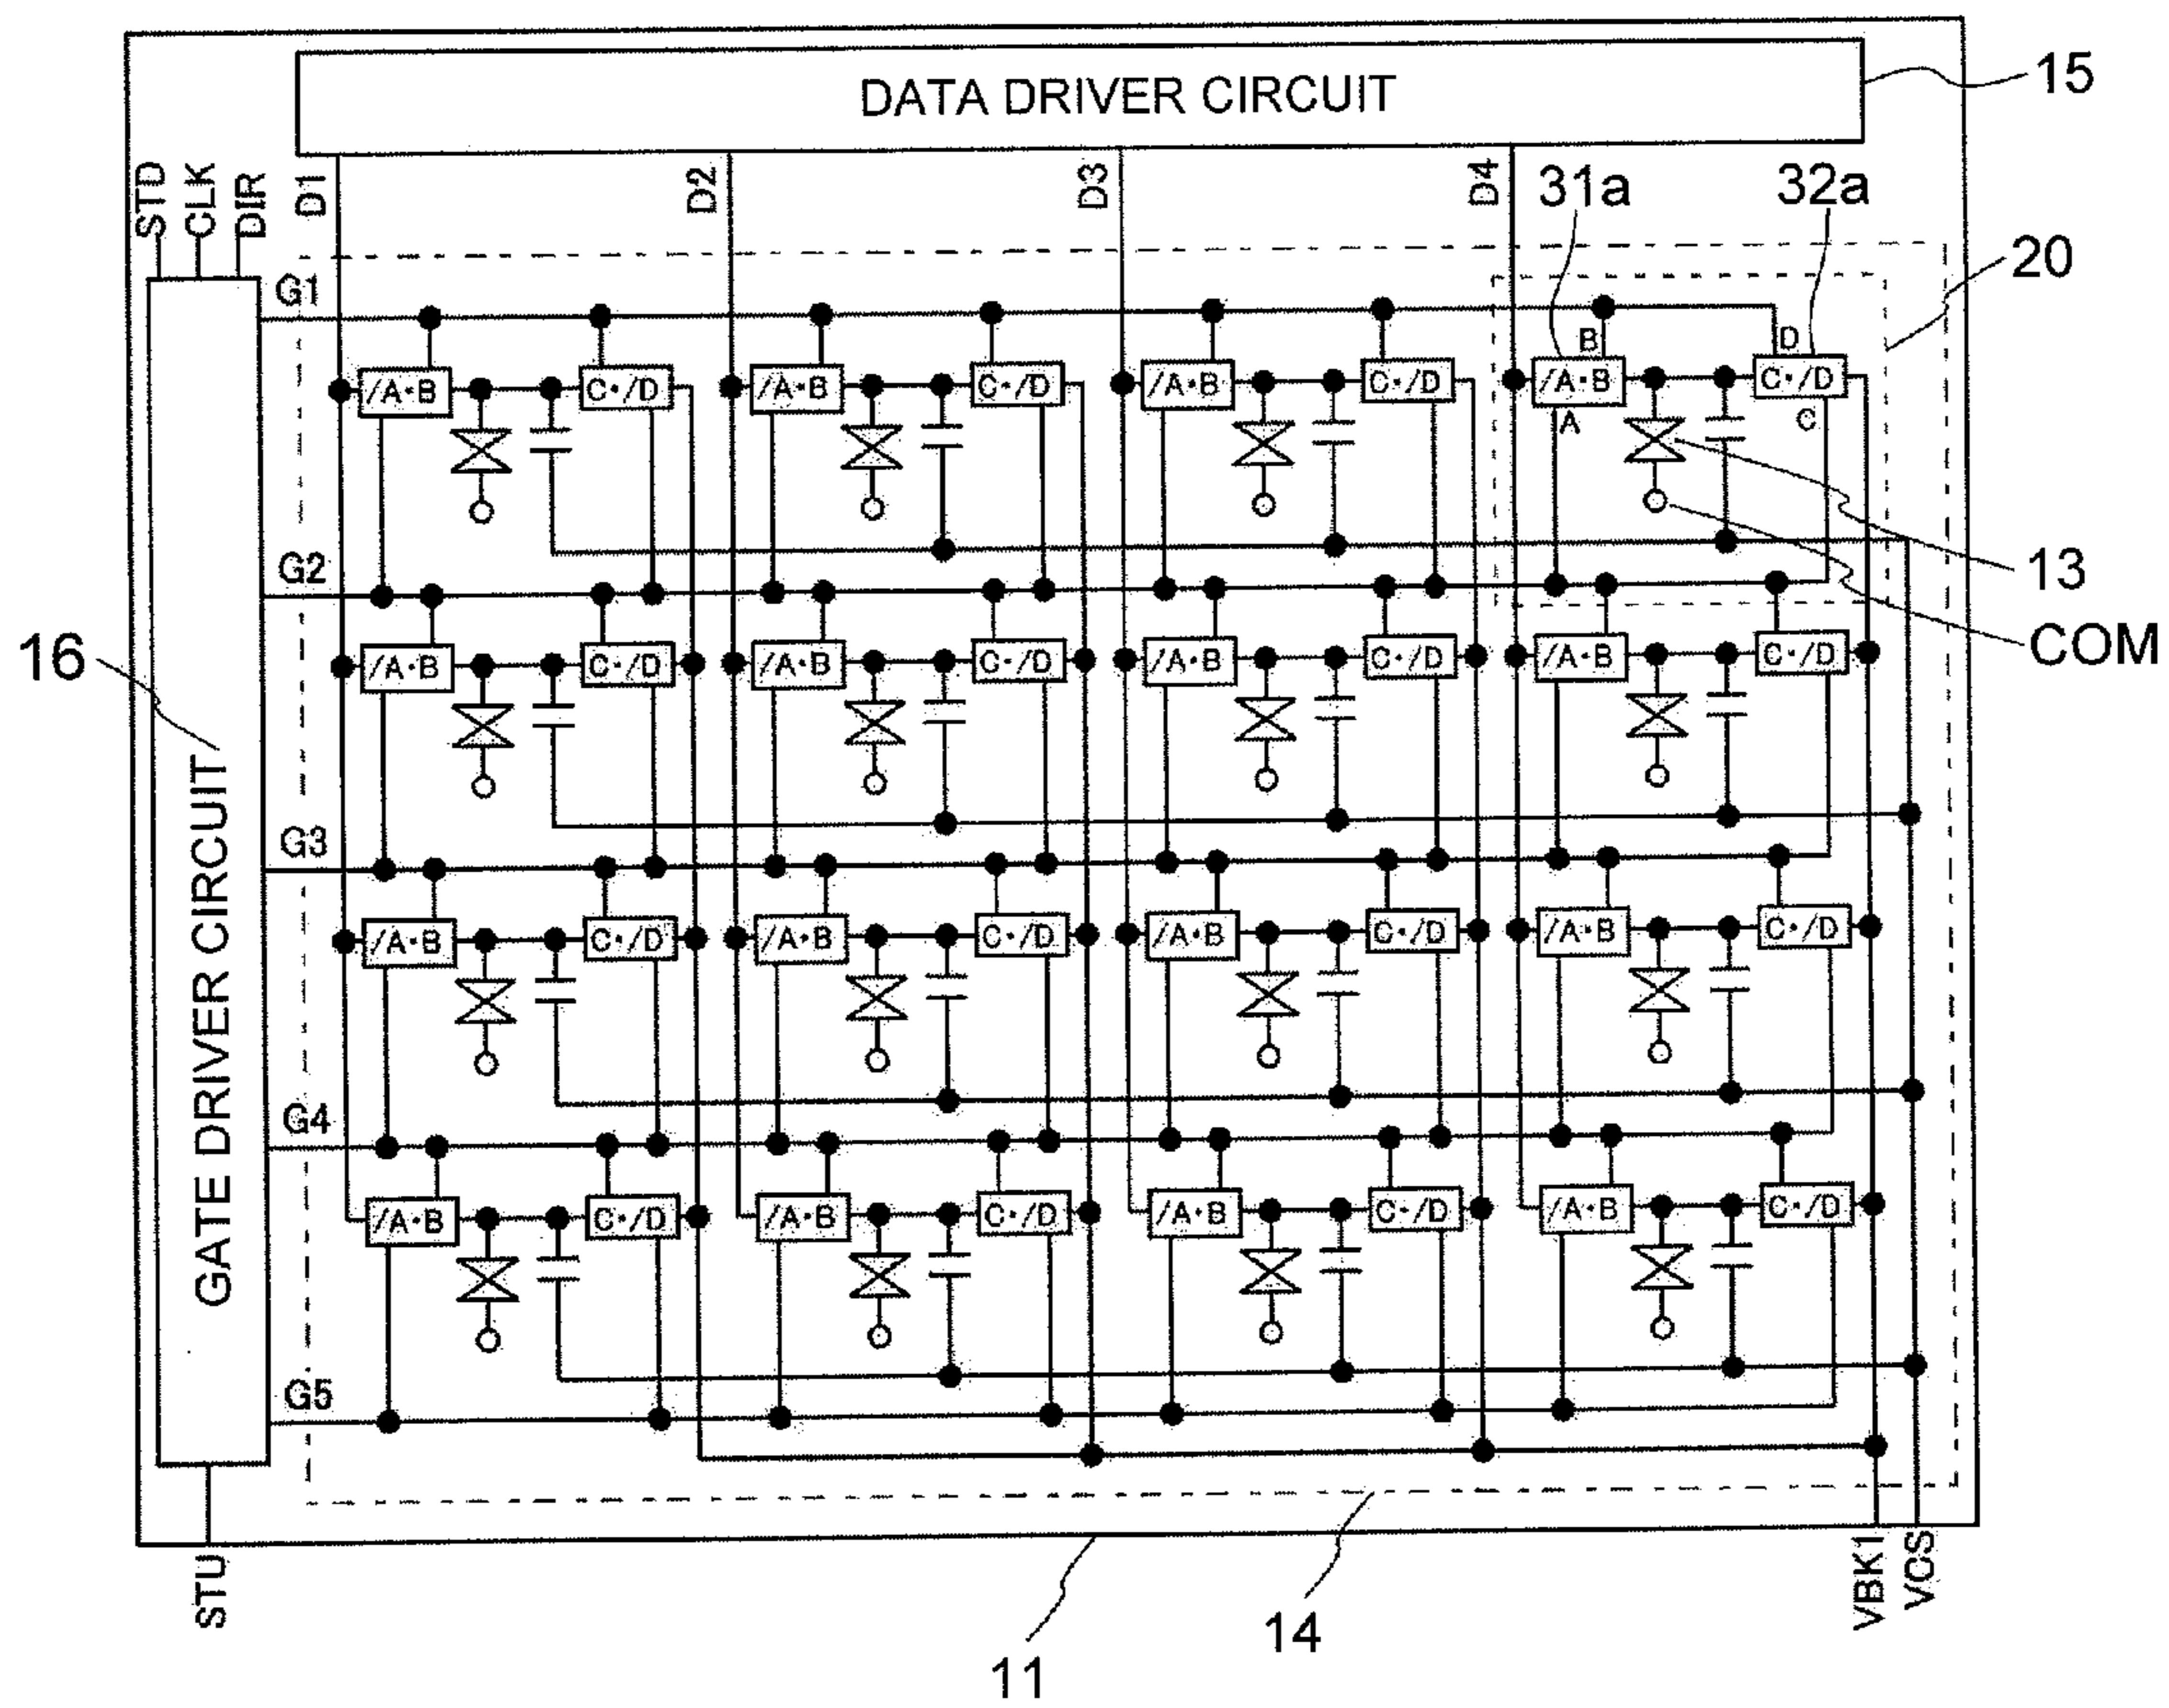 DATA DRIVER CIRCUIT
15
STD
CLK
DIR
D1
D2
D3
D4
31a
32a
20
G1
B
D
/A·B
C·/D
/A·B
C·/D
/A·B
C·/D
/A·B
C·/D
A
C
13
G2
COM
16
/A·B
C·/D
/A·B
C·/D
/A·B
C·/D
/A·B
C·/D
GATE DRIVER CIRCUIT
G3
/A·B
C·/D
/A·B
C·/D
/A·B
C·/D
/A·B
C·/D
G4
/A·B
C·/D
/A·B
C·/D
/A·B
C·/D
/A·B
C·/D
G5
STU
VBK1
VCS
14
11